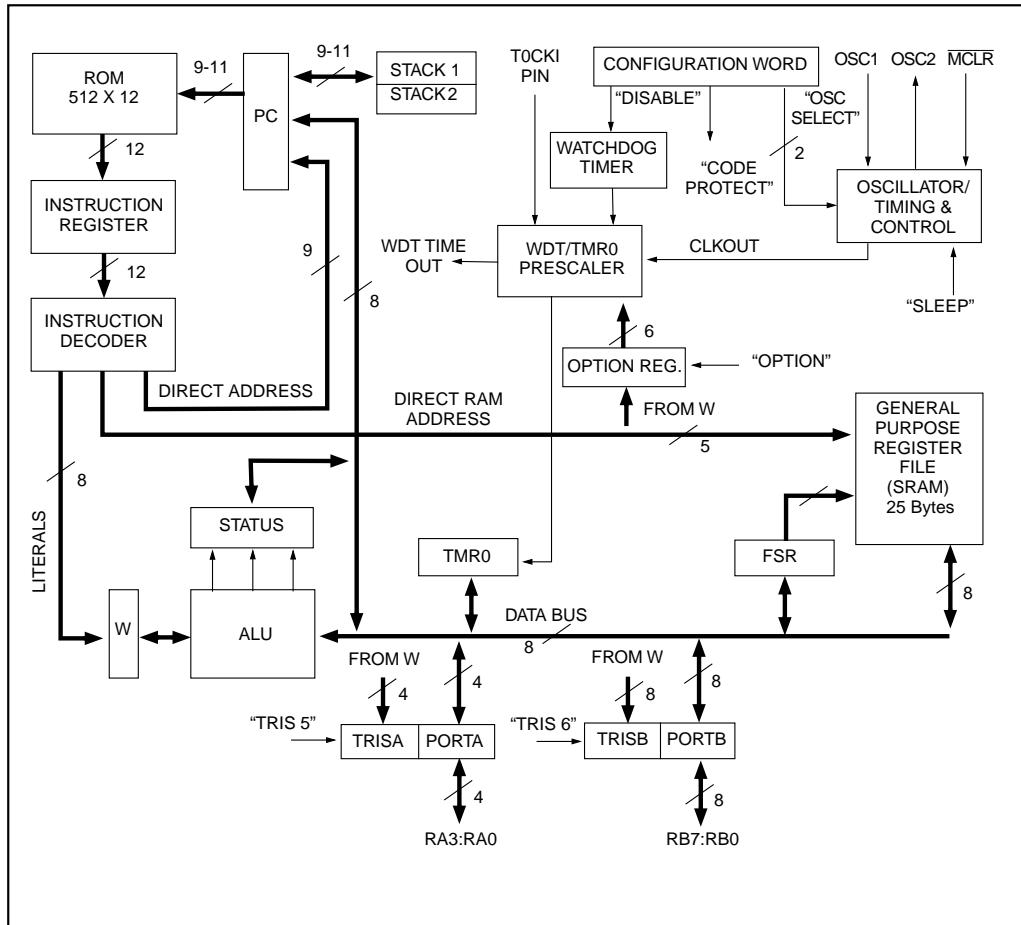 9-11
9-11
ROM
512 X 12
PC
STACK 1
STACK2
T0CKI
PIN
CONFIGURATION WORD
OSC1
OSC2
MCLR
“DISABLE”
“OSC
SELECT”
12
WATCHDOG
TIMER
2
“CODE
PROTECT”
INSTRUCTION
REGISTER
OSCILLATOR/
TIMING &
CONTROL
9
WDT TIME
OUT
WDT/TMR0
PRESCALER
CLKOUT
12
8
“SLEEP”
INSTRUCTION
DECODER
6
OPTION REG.
“OPTION”
DIRECT ADDRESS
DIRECT RAM
ADDRESS
FROM W
5
GENERAL
PURPOSE
REGISTER
FILE
(SRAM)
25 Bytes
8
LITERALS
STATUS
TMR0
FSR
8
W
ALU
DATA BUS
8
FROM W
4
4
FROM W
8
8
“TRIS 5”
TRISA
PORTA
“TRIS 6”
TRISB
PORTB
4
8
RA3:RA0
RB7:RB0